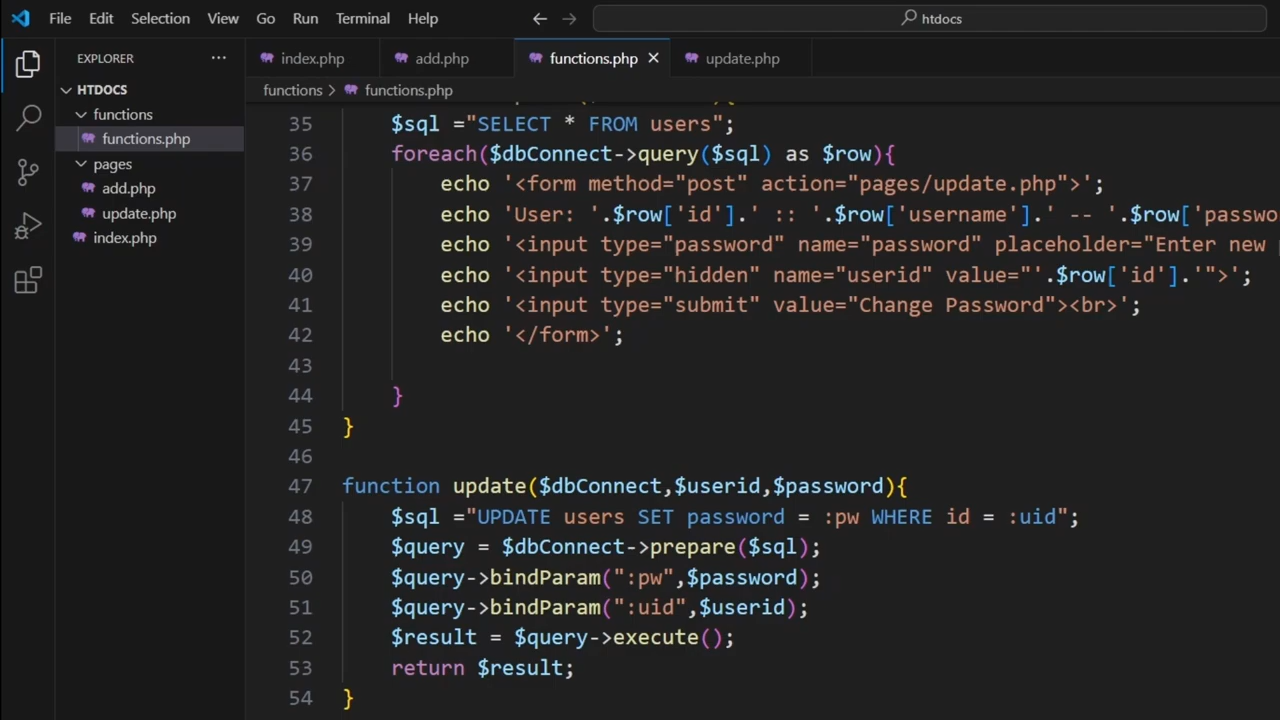 File Edit Selection View Go Run Terminal Help
htdocs
EXPLORER
HTDOCS
functions
functions.php
pages
add.php
update.php
index.php
index.php add.php functions.php update.php
functions > functions.php
35 $sql ="SELECT * FROM users";
36 foreach($dbConnect->query($sql) as $row){
37 echo '<form method="post" action="pages/update.php">';
38 echo 'User: '.$row['id'].' :: '.$row['username'].' -- '.$row['passwo
39 echo '<input type="password" name="password" placeholder="Enter new
40 echo '<input type="hidden" name="userid" value="'.$row['id'].'">';
41 echo '<input type="submit" value="Change Password"><br>';
42 echo '</form>';
43
44 }
45 }
46
47 function update($dbConnect,$userid,$password){
48 $sql ="UPDATE users SET password = :pw WHERE id = :uid";
49 $query = $dbConnect->prepare($sql);
50 $query->bindParam(":pw",$password);
51 $query->bindParam(":uid",$userid);
52 $result = $query->execute();
53 return $result;
54 }